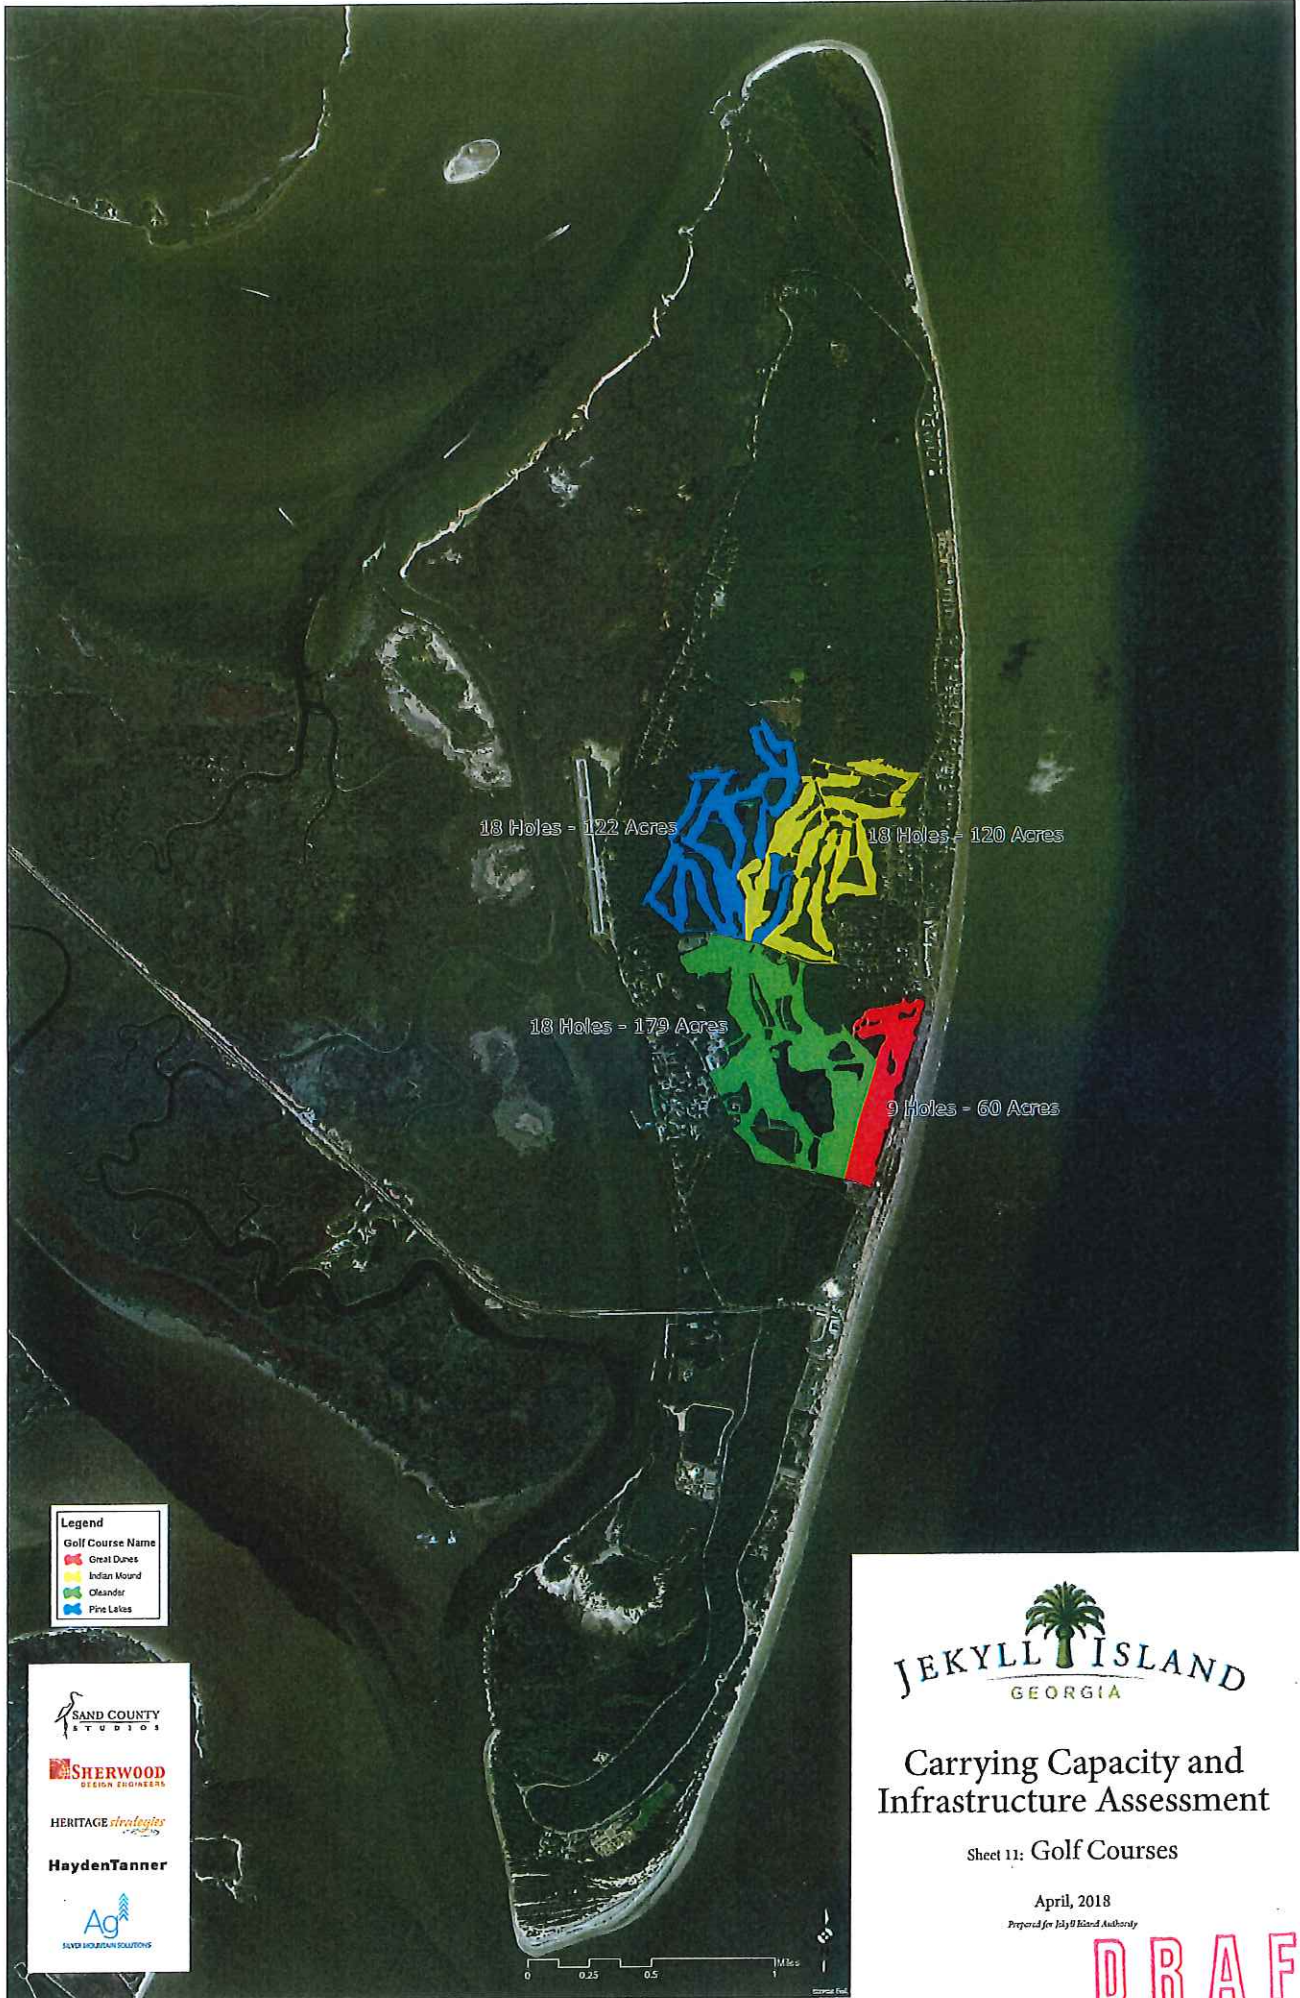 18 Holes - 122 Acres
18 Holes - 120 Acres
18 Holes - 179 Acres
9 Holes - 60 Acres
Legend
Golf Course Name
Great Dunes
Indian Mound
Oleander
Pine Lakes
SAND COUNTY
STUDIOS
SHERWOOD
DESIGN ENGINEERS
HERITAGE strategies
HaydenTanner
Ag
SILVER MOUNTAIN SOLUTIONS
0 0.25 0.5 1 Miles
JEKYLL ISLAND
GEORGIA
Carrying Capacity and
Infrastructure Assessment
Sheet 11: Golf Courses
April, 2018
Prepared for Jekyll Island Authority
DRAF